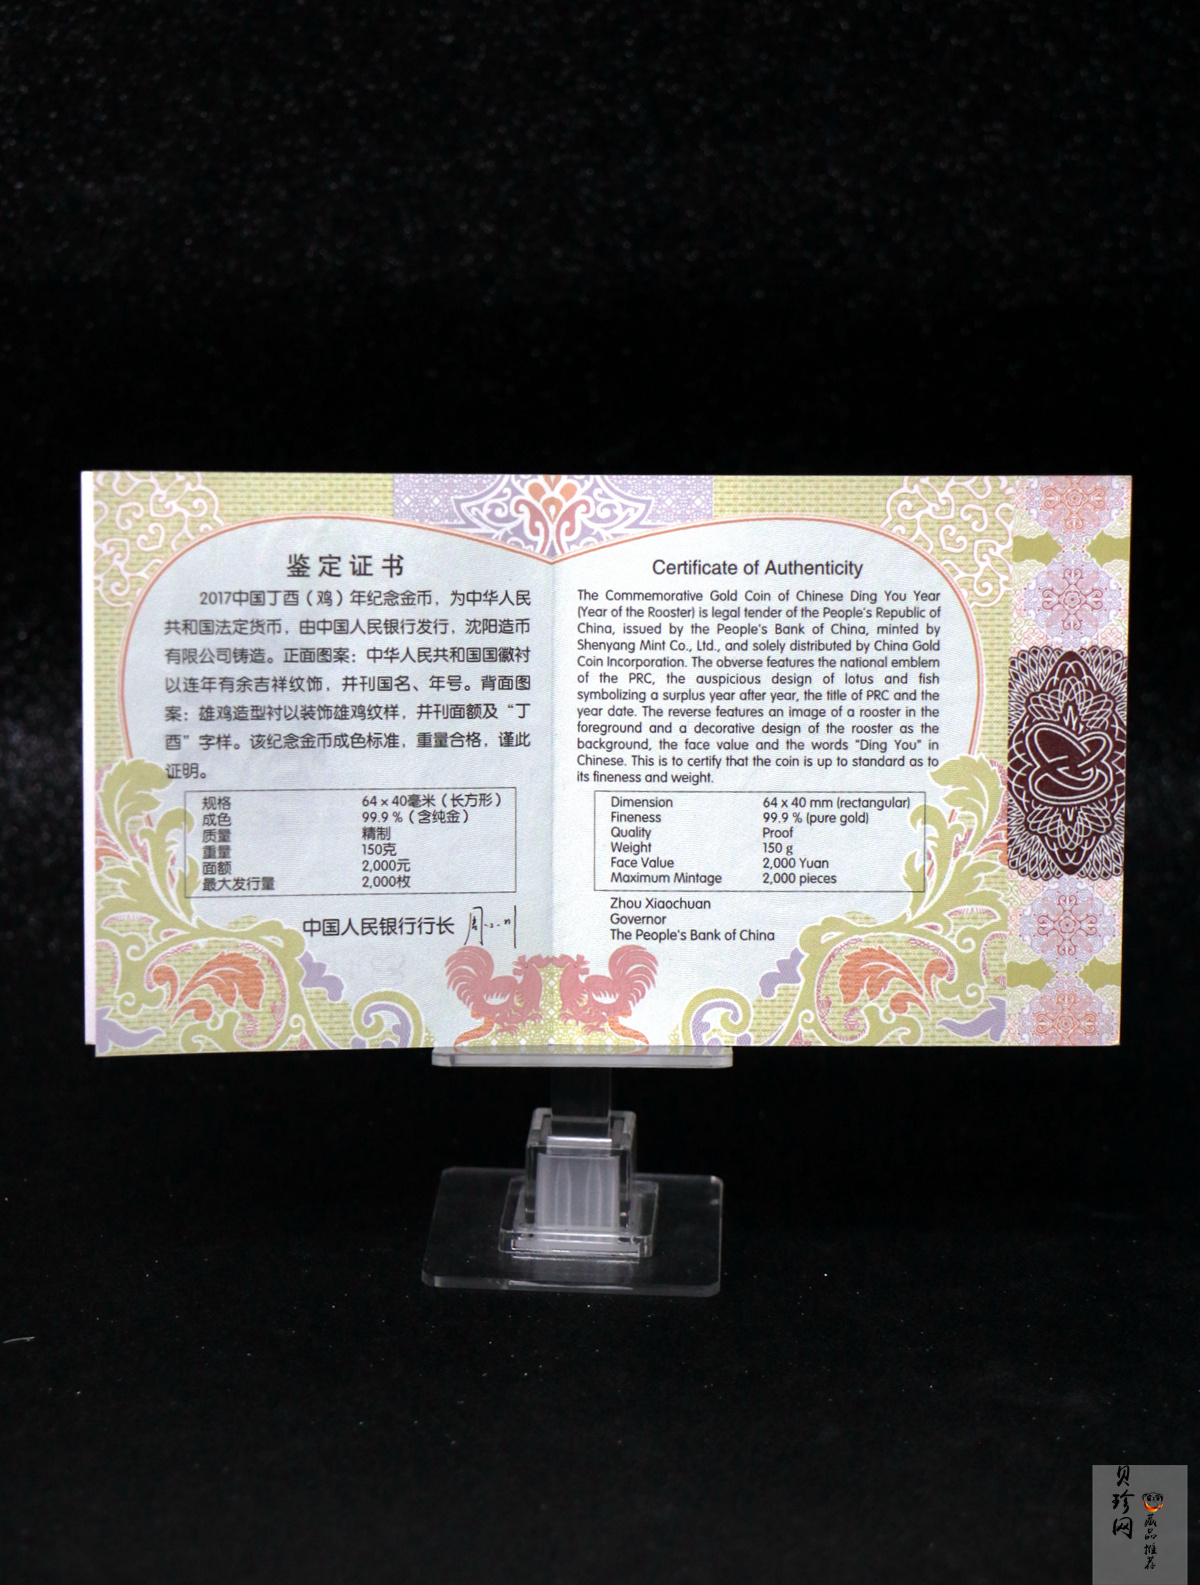 鉴定证书
2017中国丁酉（鸡）年纪念金币，为中华人民
共和国法定货币，由中国人民银行发行，沈阳造币
有限公司铸造。正面图案：中华人民共和国国徽衬
以连年有余吉祥纹饰，并刊国名、年号。背面图
案：雄鸡造型衬以装饰雄鸡纹样，并刊面额及“丁
酉”字样。该纪念金币成色标准，重量合格，谨此
证明。
规格 64 x 40毫米（长方形）
成色 99.9 %（含纯金）
质量 精制
重量 150克
面额 2,000元
最大发行量 2,000枚
中国人民银行行长
Certificate of Authenticity
The Commemorative Gold Coin of Chinese Ding You Year
(Year of the Rooster) is legal tender of the People's Republic of
China, issued by the People's Bank of China, minted by
Shenyang Mint Co., Ltd., and solely distributed by China Gold
Coin Incorporation. The obverse features the national emblem
of the PRC, the auspicious design of lotus and fish
symbolizing a surplus year after year, the title of PRC and the
year date. The reverse features an image of a rooster in the
foreground and a decorative design of the rooster as the
background, the face value and the words "Ding You" in
Chinese. This is to certify that the coin is up to standard as to
its fineness and weight.
Dimension 64 x 40 mm (rectangular)
Fineness 99.9 % (pure gold)
Quality Proof
Weight 150 g
Face Value 2,000 Yuan
Maximum Mintage 2,000 pieces
Zhou Xiaochuan
Governor
The People's Bank of China
贝珍网
藏品推荐